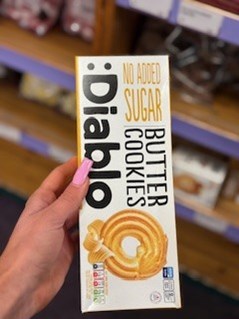 NO ADDED
SUGAR
:Diablo
BUTTER
COOKIES